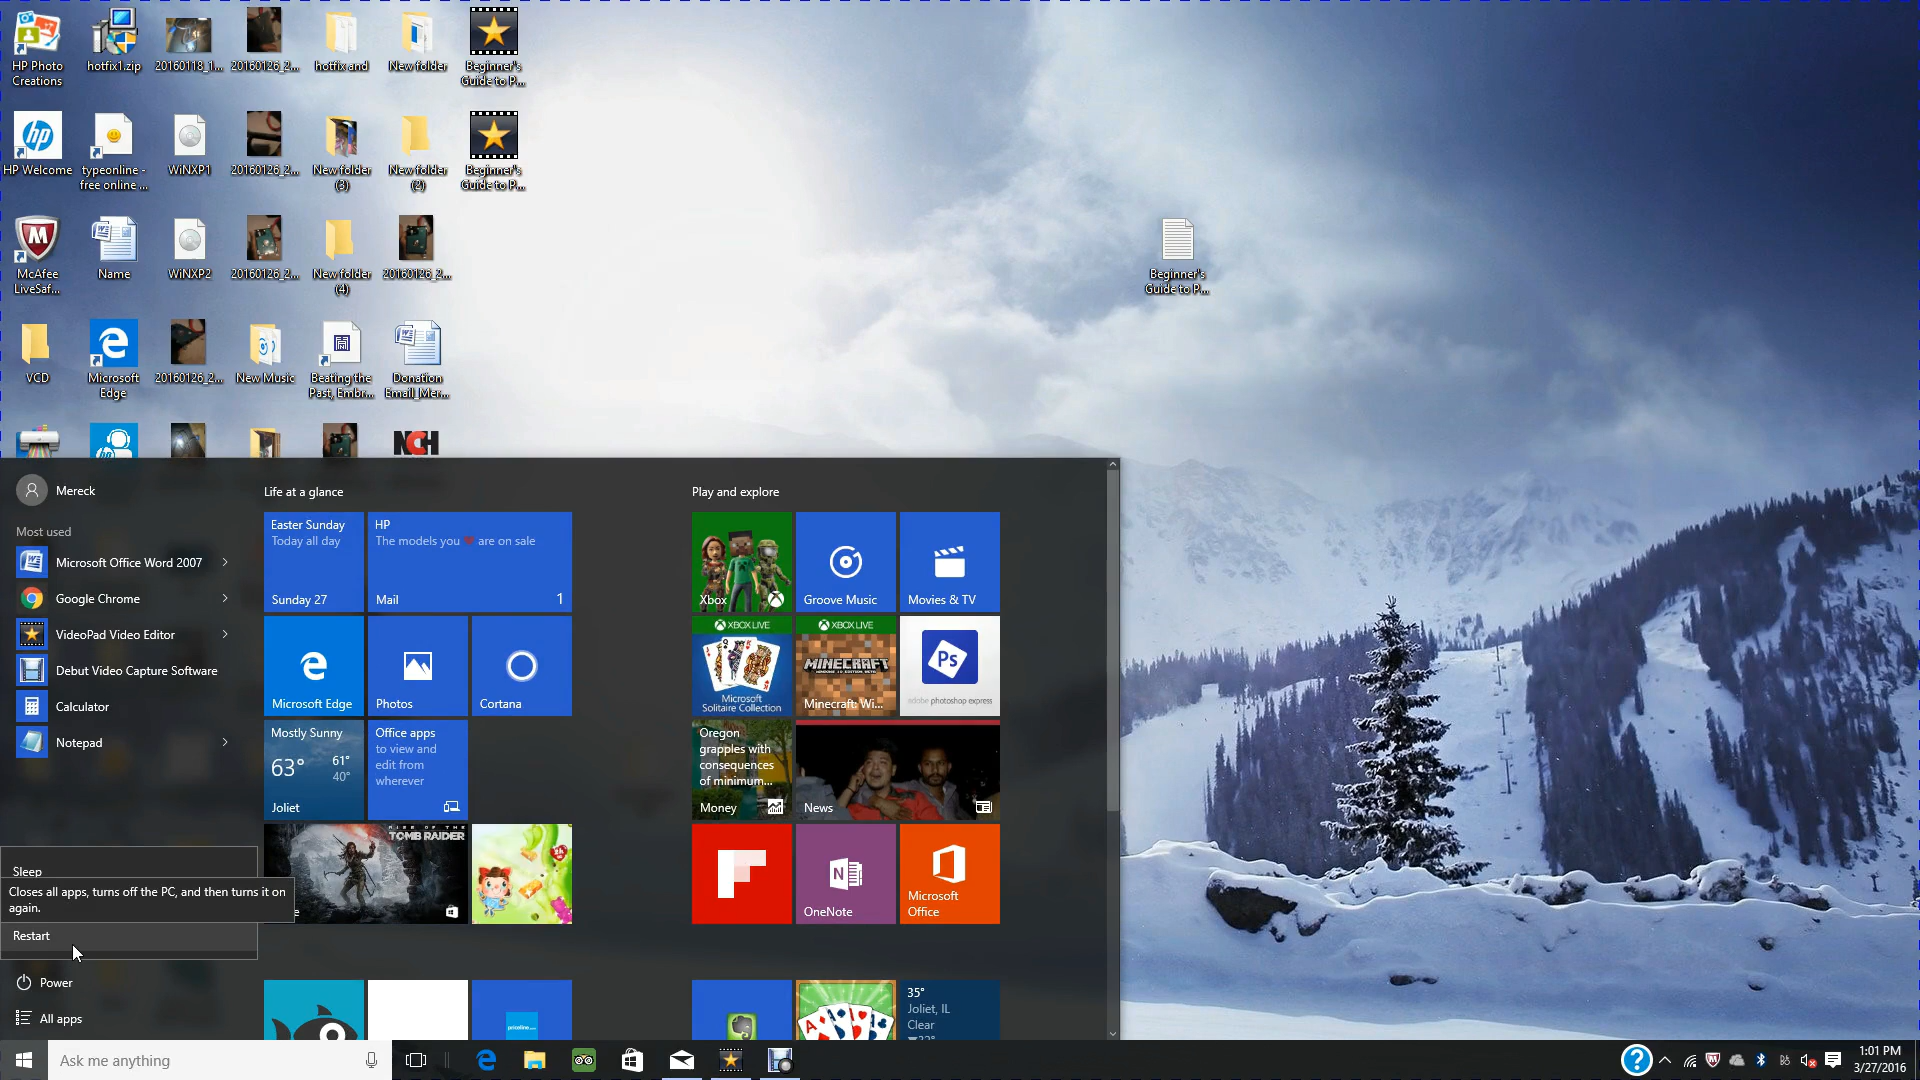 HP Photo
Creations
hotfix1.zip
20160118_1...
20160126_2...
hotfix and
New folder
Beginner's
Guide to P...
HP Welcome
typeonline -
free online ...
WiNXP1
20160126_2...
New folder
(3)
New folder
(2)
Beginner's
Guide to P...
McAfee
LiveSaf...
Name
WiNXP2
20160126_2...
New folder
(4)
20160126_2...
Beginner's
Guide to P...
VCD
Microsoft
Edge
20160126_2...
New Music
Beating the
Past, Embr...
Donation
Email_Mer...
NCH
Mereck
Most used
Microsoft Office Word 2007
Google Chrome
VideoPad Video Editor
Debut Video Capture Software
Calculator
Notepad
Sleep
Closes all apps, turns off the PC, and then turns it on
again.
Restart
Power
All apps
Life at a glance
Easter Sunday
Today all day
Sunday 27
HP
The models you ❤ are on sale
Mail
1
Microsoft Edge
Photos
Cortana
Mostly Sunny
63°
61°
40°
Joliet
Office apps
to view and
edit from
wherever
RISE OF THE
TOMB RAIDER
priceline.com
Play and explore
Xbox
Groove Music
Movies & TV
XBOX LIVE
Microsoft
Solitaire Collection
XBOX LIVE
MINECRAFT
Minecraft: Wi...
Ps
adobe photoshop express
Oregon
grapples with
consequences
of minimum...
Money
News
OneNote
Microsoft
Office
35°
Joliet, IL
Clear
Ask me anything
1:01 PM
3/27/2016